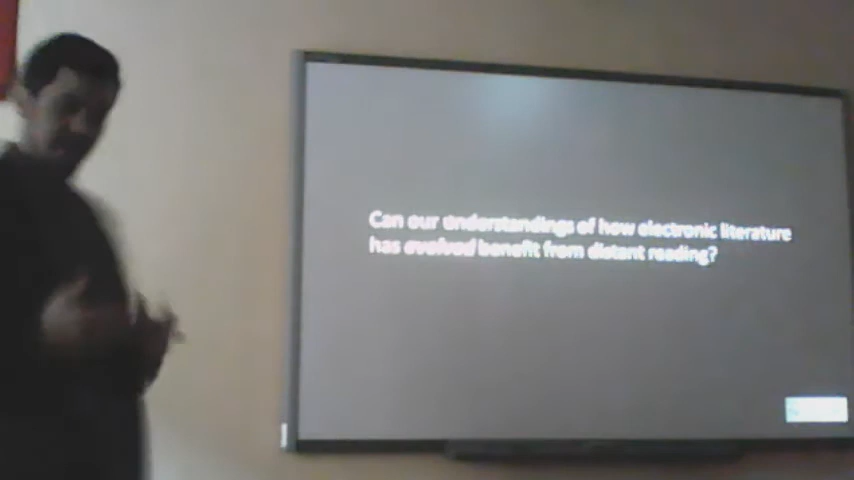 Can our understandings of how electronic literature
has evolved benefit from distant reading?